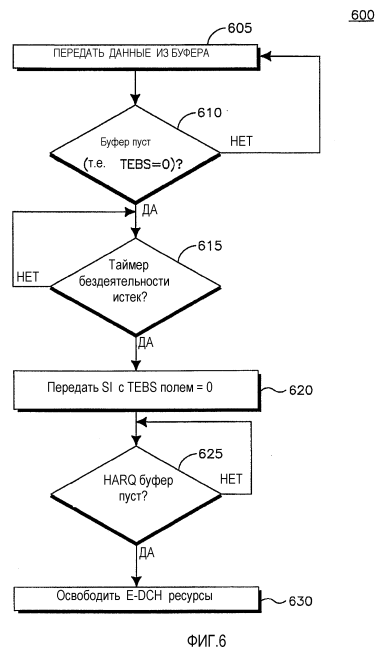 600
605
ПЕРЕДАТЬ ДАННЫЕ ИЗ БУФЕРА
610
Буфер пуст
(т.е. TEBS=0)?
НЕТ
ДА
615
Таймер
бездеятельности
истек?
НЕТ
ДА
Передать SI с TEBS полем = 0
620
625
HARQ буфер
пуст?
НЕТ
ДА
Освободить E-DCH ресурсы
630
ФИГ.6